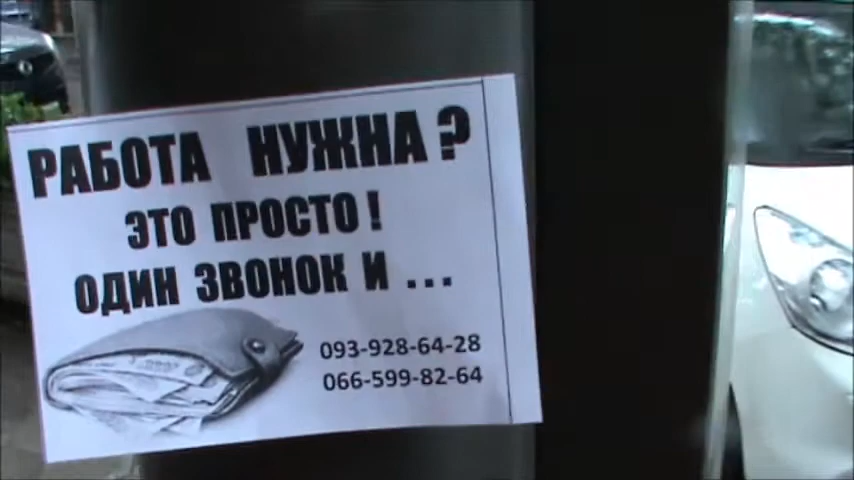 РАБОТА НУЖНА?
ЭТО ПРОСТО!
ОДИН ЗВОНОК И ...
093-928-64-28
066-599-82-64